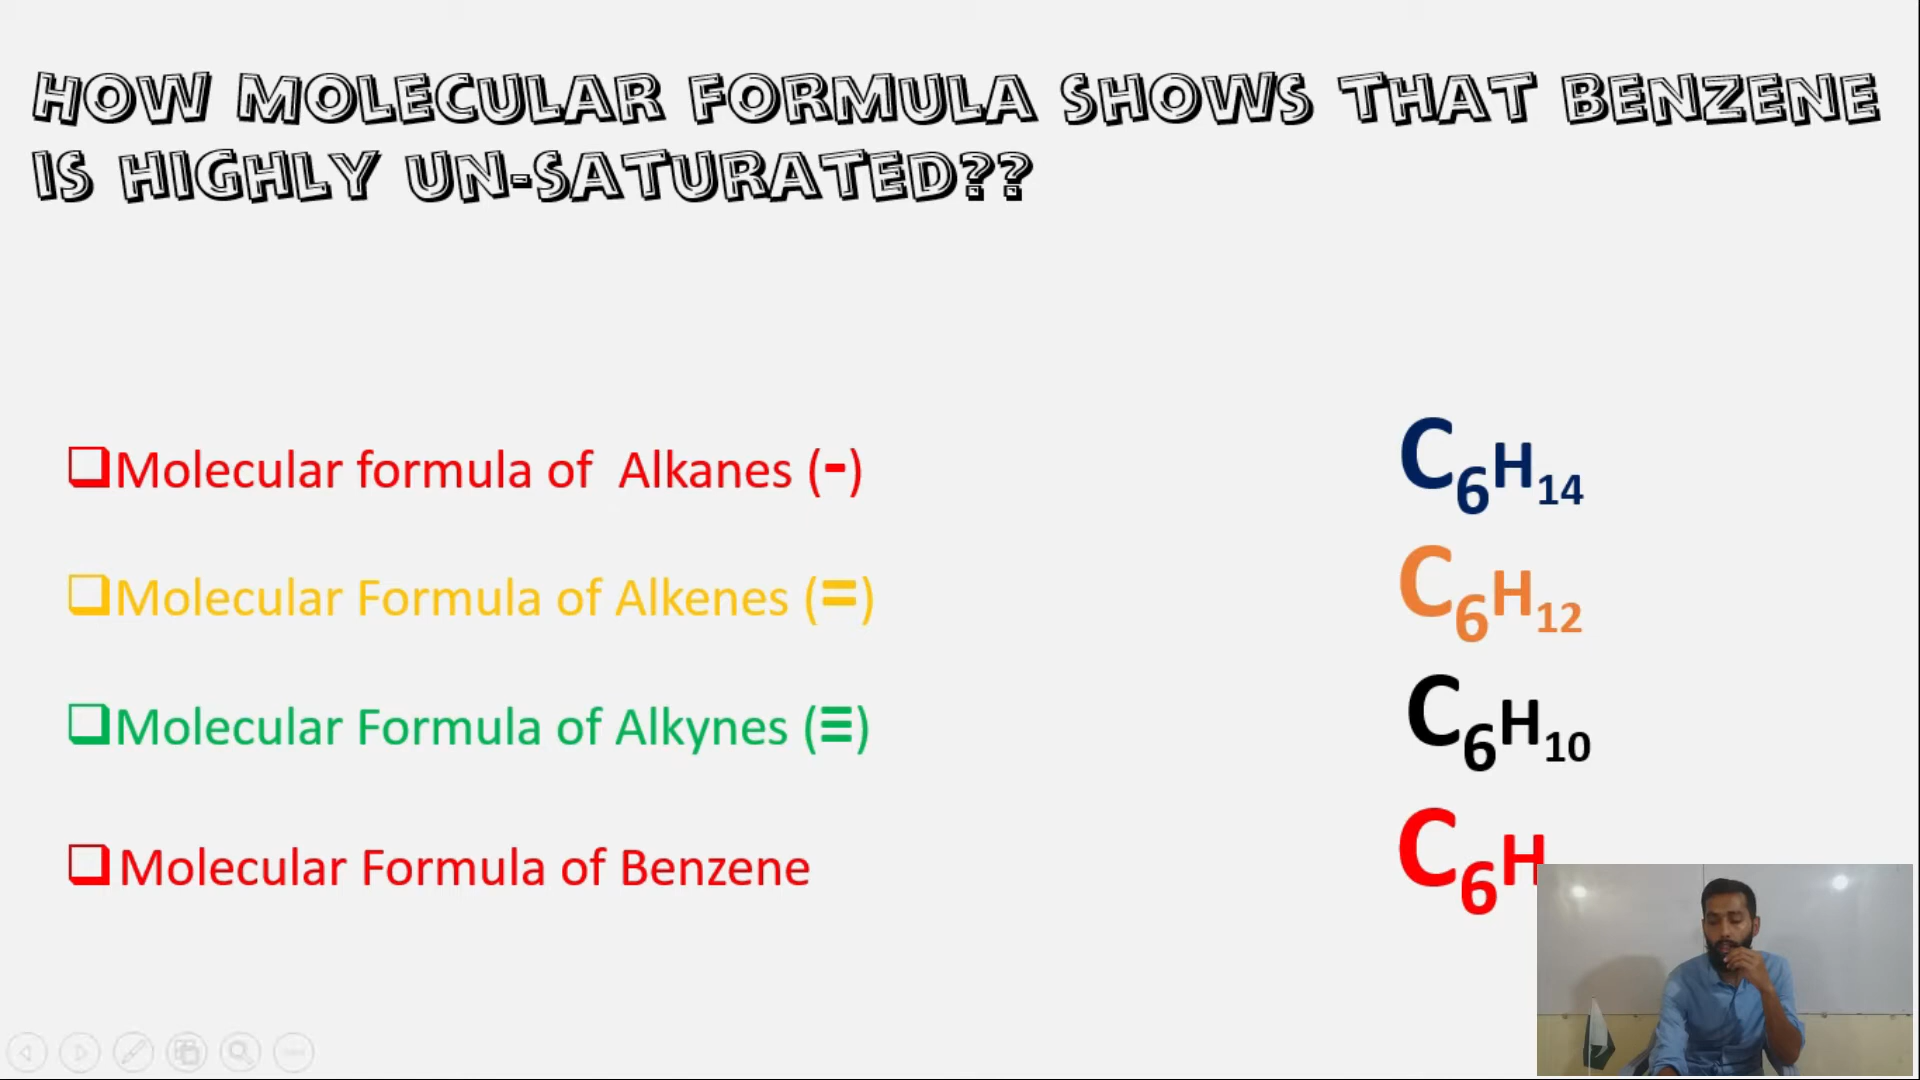 HOW MOLECULAR FORMULA SHOWS THAT BENZENE
IS HIGHLY UN-SATURATED??
❑Molecular formula of  Alkanes (-) C₆H₁₄
❑Molecular Formula of Alkenes (=) C₆H₁₂
❑Molecular Formula of Alkynes (≡) C₆H₁₀
❑ Molecular Formula of Benzene C₆H